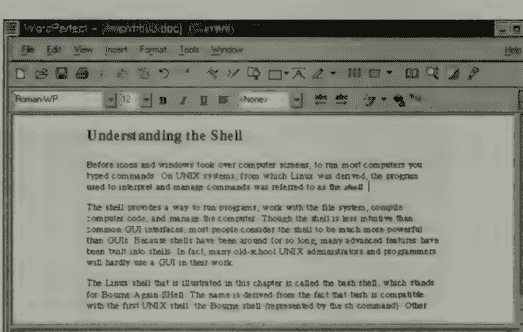 WordPerfect - (Current)
File Edit View Insert Format Tools Window Help
Roman-WP 12 B I U <None> abc abc
Understanding the Shell
Before icons and windows took over computer screens, to run most computers you
typed commands. On UNIX systems, from which Linux was derived, the program
used to interpret and manage commands was referred to as the shell
The shell provides a way to run programs, work with the file system, compile
computer code, and manage the computer. Though the shell is less intuitive than
common GUI interfaces, most people consider the shell to be much more powerful
than GUIs. Because shells have been around for so long, many advanced features have
been built into shells. In fact, many old-school UNIX administrators and programmers
will hardly use a GUI in their work.
The Linux shell that is illustrated in this chapter is called the bash shell, which stands
for Bourne Again SHell. The name is derived from the fact that bash is compatible
with the first UNIX shell: the Bourne shell (represented by the sh command). Other